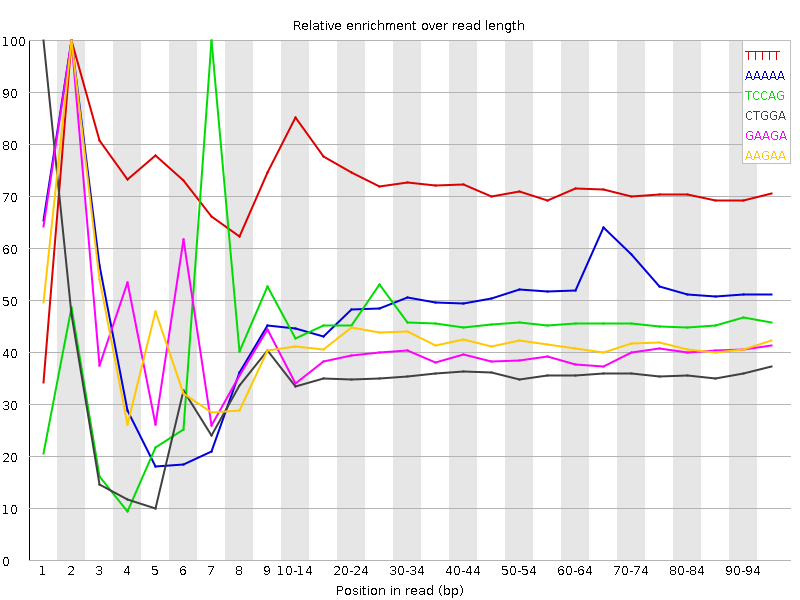 Relative enrichment over read length
100
90
80
70
60
50
40
30
20
10
0
TTTTT
AAAAA
TCCAG
CTGGA
GAAGA
AAGAA
1 2 3 4 5 6 7 8 9 10-14 20-24 30-34 40-44 50-54 60-64 70-74 80-84 90-94
Position in read (bp)